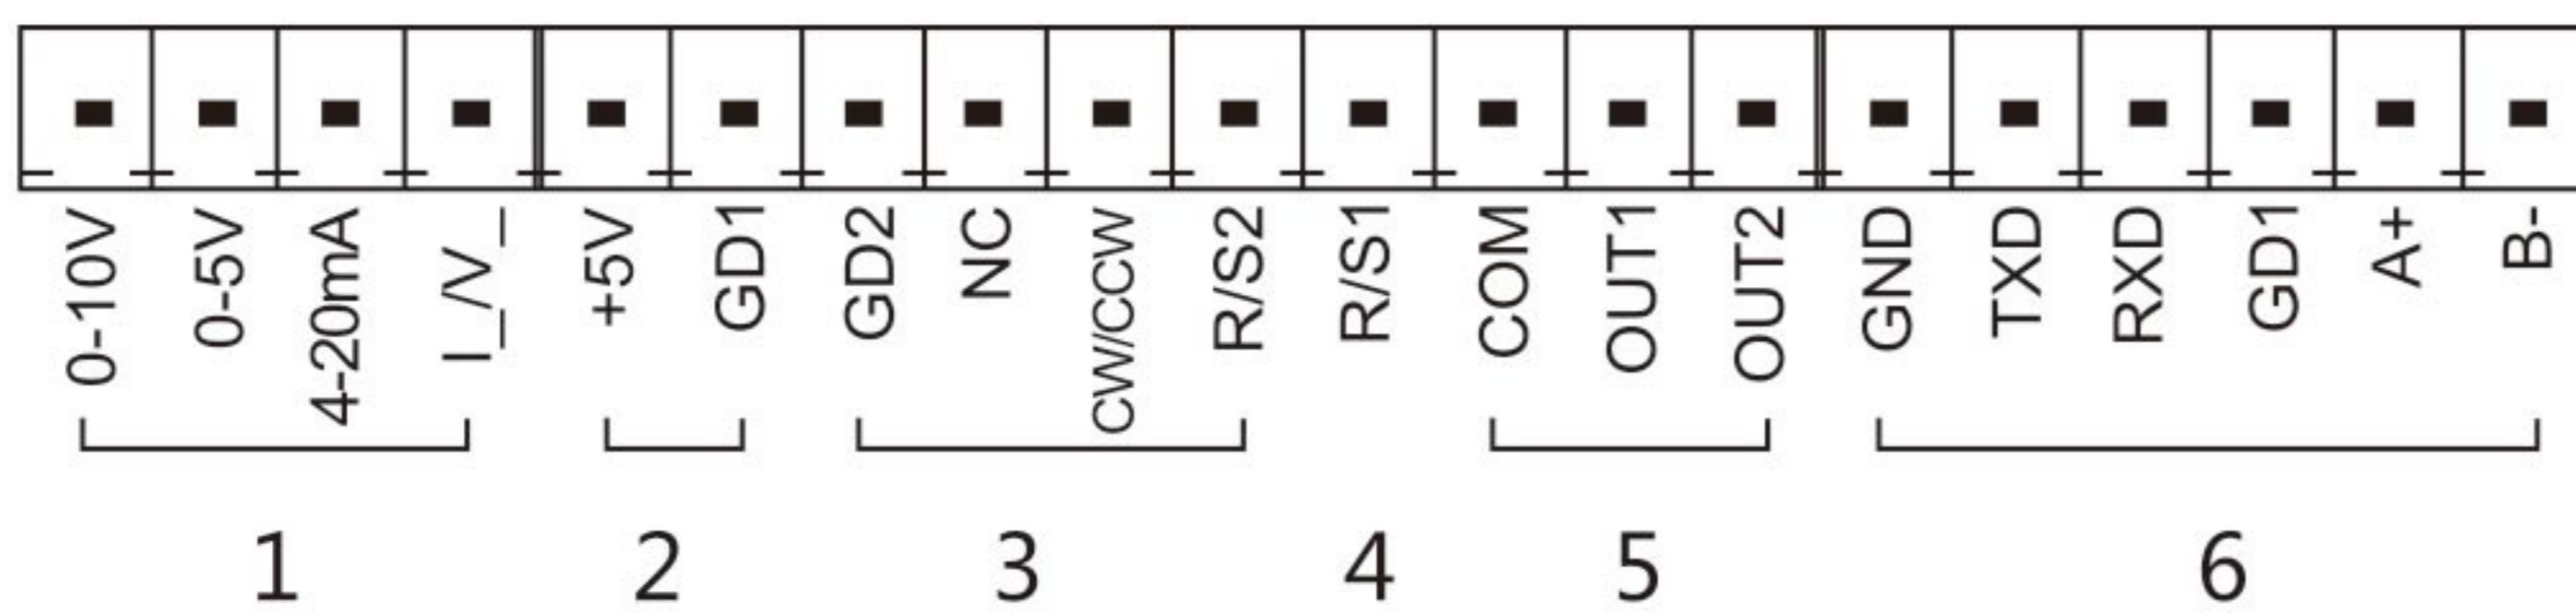 0-10V
0-5V
4-20mA
I_/V_
+5V
GD1
GD2
NC
CW/CCW
R/S2
R/S1
COM
OUT1
OUT2
GND
TXD
RXD
GD1
A+
B-
1 2 3 4 5 6